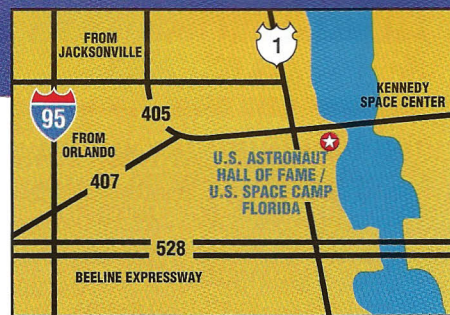 FROM
JACKSONVILLE
1
KENNEDY
SPACE CENTER
95
405
FROM
ORLANDO
U.S. ASTRONAUT
HALL OF FAME /
U.S. SPACE CAMP
FLORIDA
407
528
BEELINE EXPRESSWAY